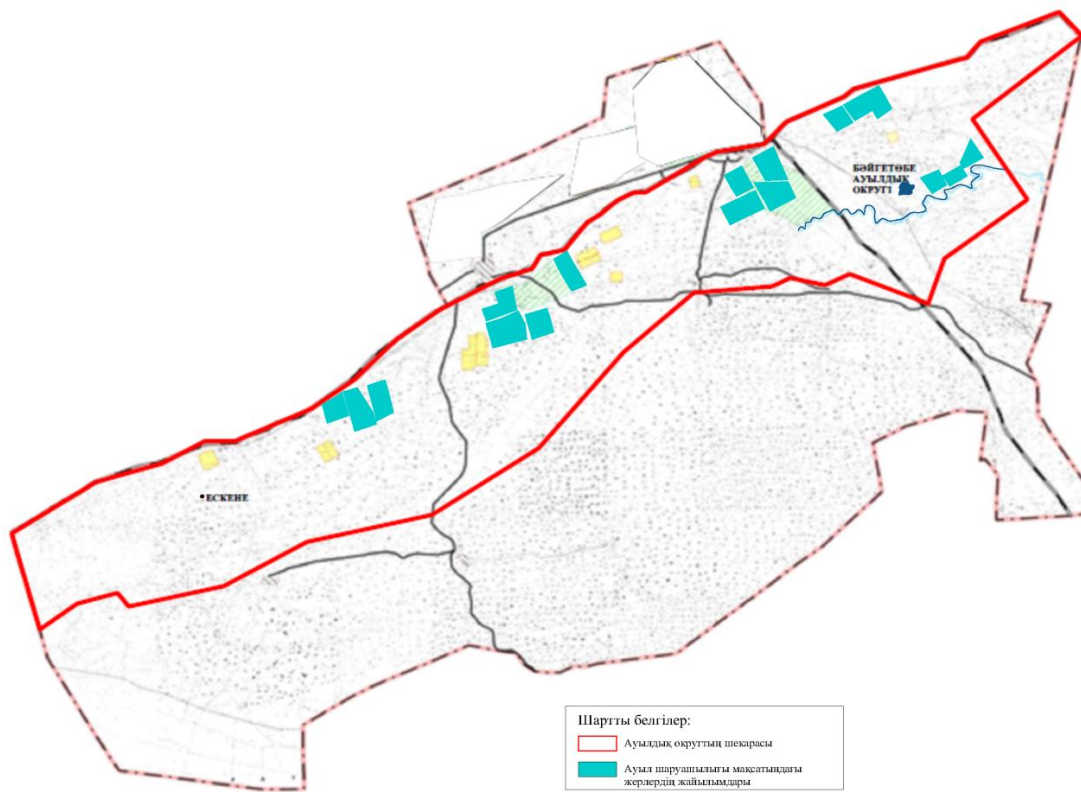 БӘЙГЕТӨБЕ
АУЫЛДЫҚ
ОКРУГІ
ЕСКЕНЕ
Шартты белгілер:
Ауылдық округтің шекарасы
Ауыл шаруашылығы мақсатындағы
жерлердің жайылымдары